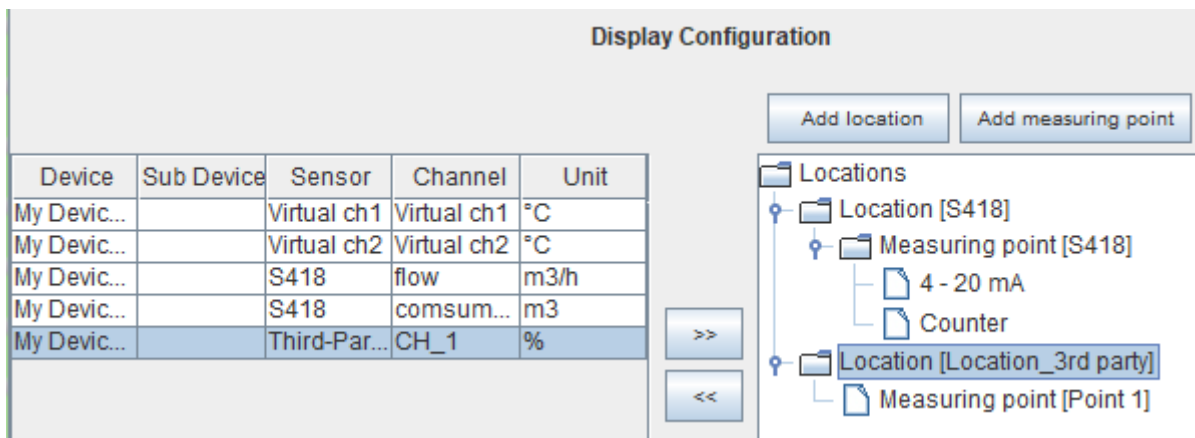 Display Configuration
Add location Add measuring point
Device Sub Device Sensor Channel Unit
My Devic... Virtual ch1 Virtual ch1 °C
My Devic... Virtual ch2 Virtual ch2 °C
My Devic... S418 flow m3/h
My Devic... S418 comsum... m3
My Devic... Third-Par... CH_1 %
>>
<<
Locations
Location [S418]
Measuring point [S418]
4 - 20 mA
Counter
Location [Location_3rd party]
Measuring point [Point 1]